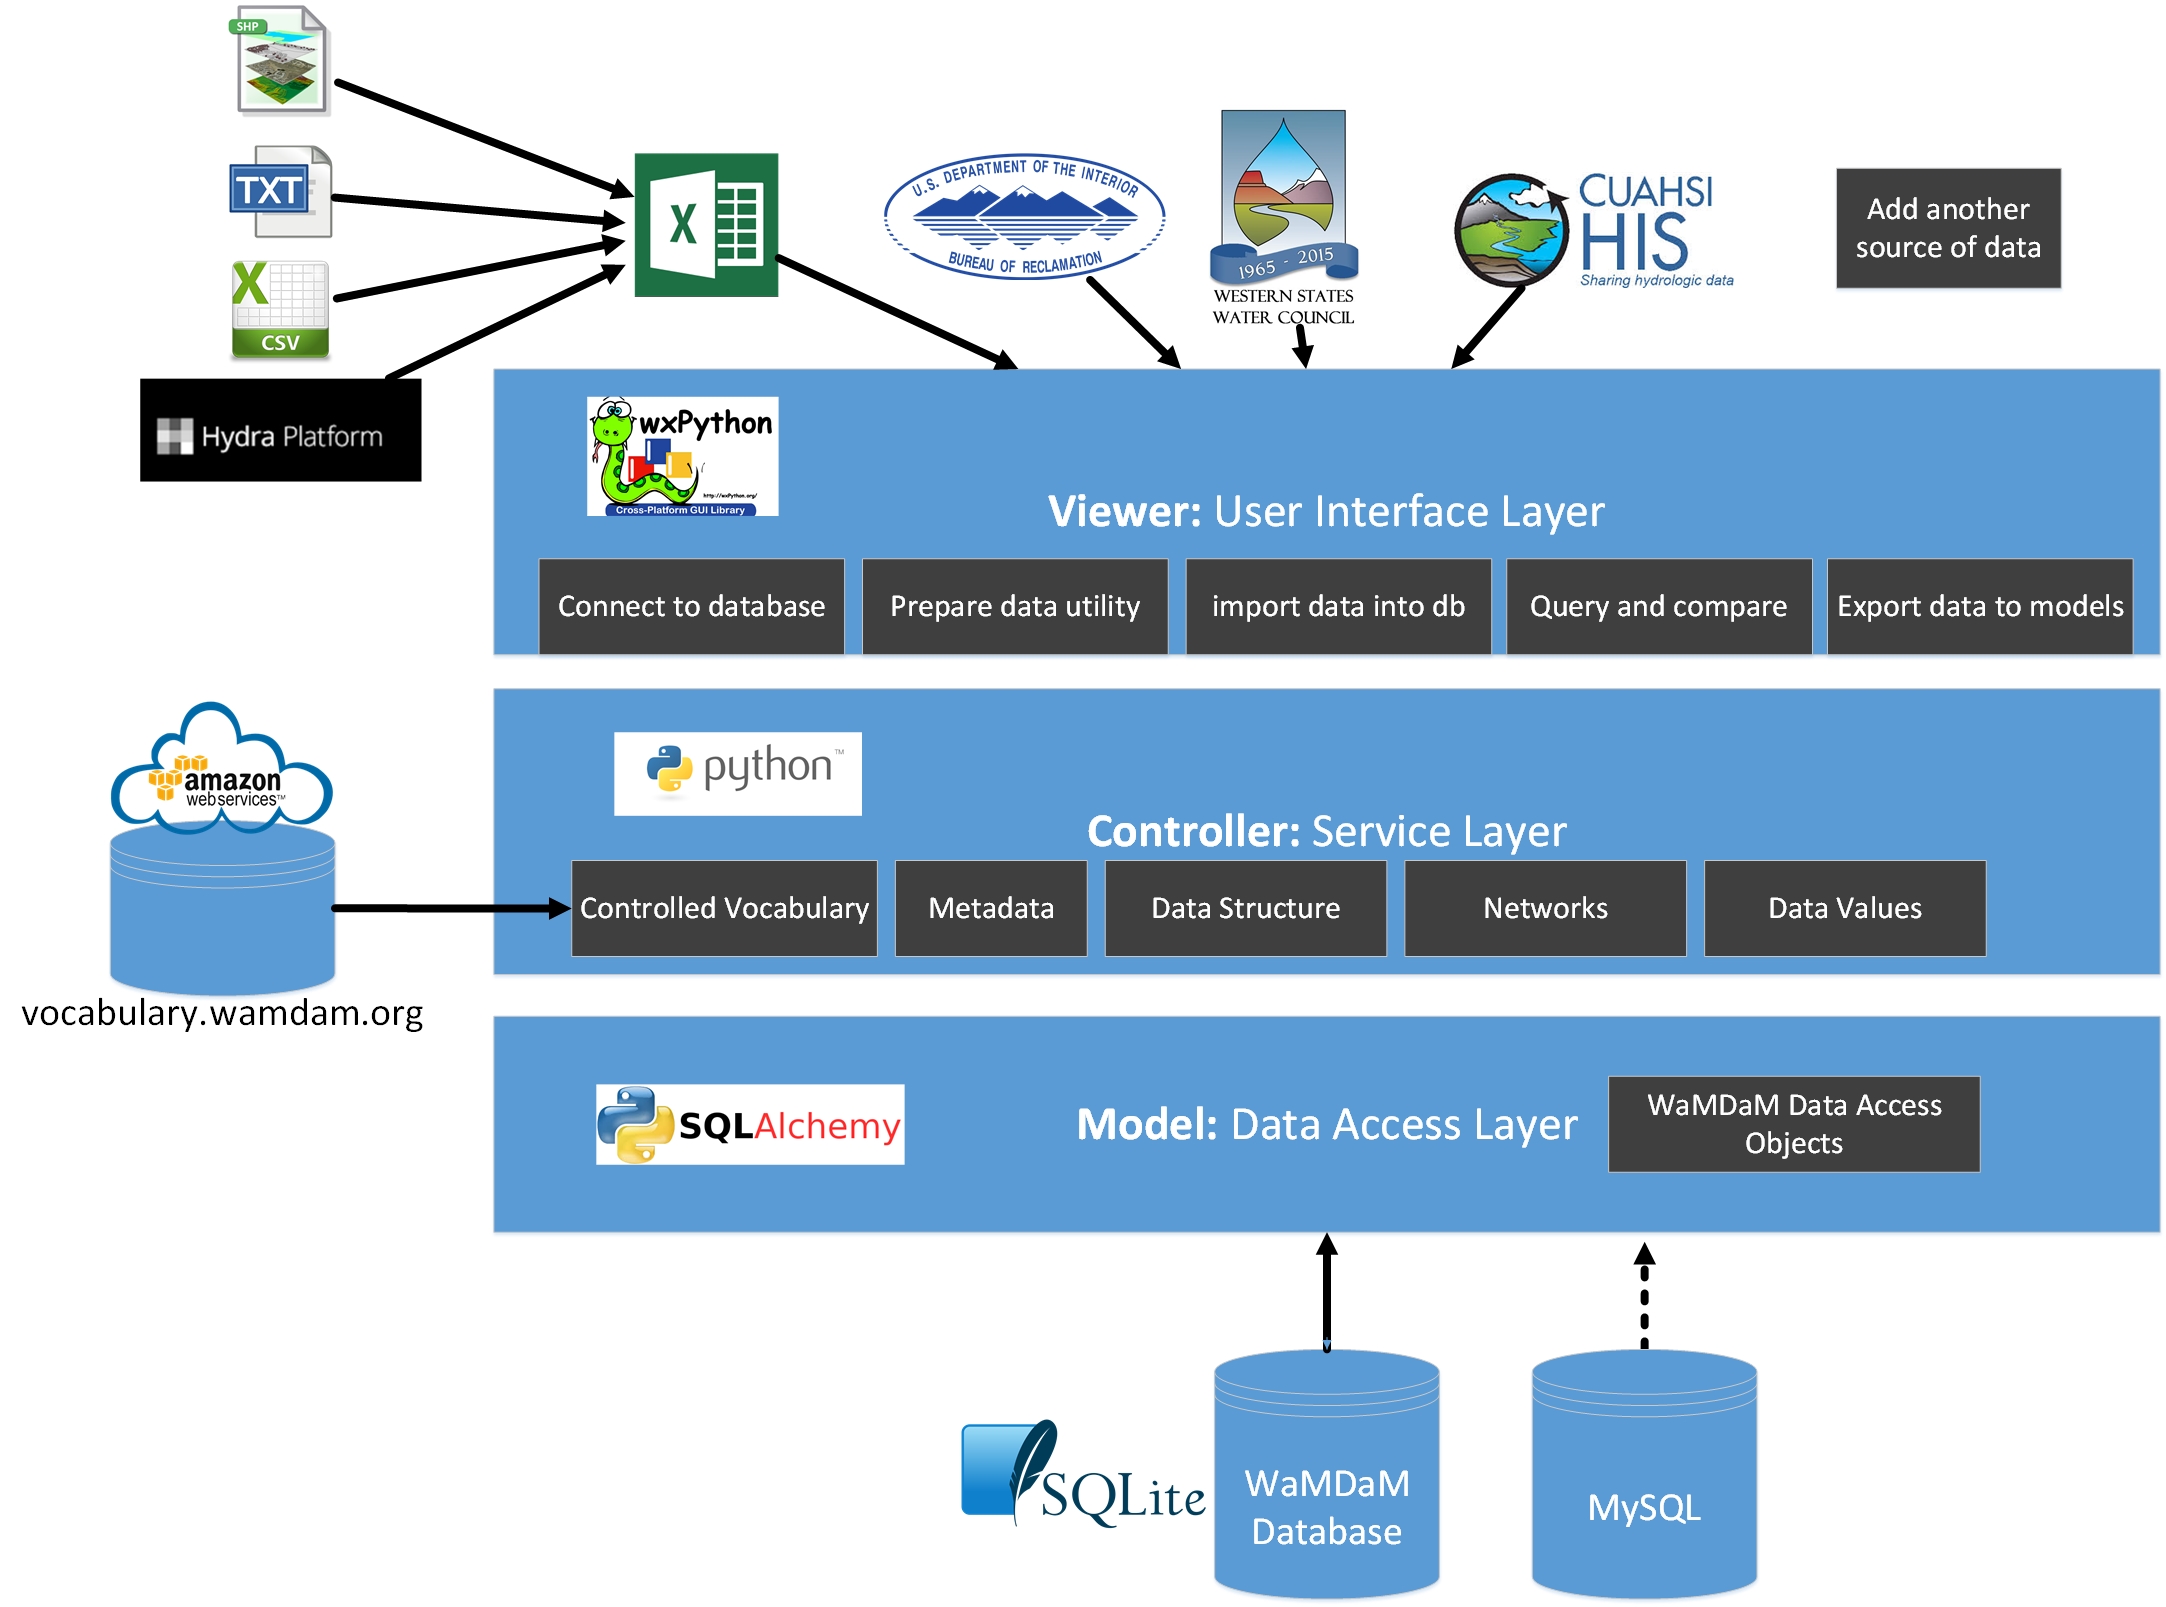 SHP
TXT
X
CSV
Hydra Platform
X
U.S. DEPARTMENT OF THE INTERIOR
BUREAU OF RECLAMATION
1965 - 2015
WESTERN STATES
WATER COUNCIL
CUAHSI
HIS
Sharing hydrologic data
Add another
source of data
wxPython
http://wxPython.org/
Cross-Platform GUI Library
Viewer: User Interface Layer
Connect to database
Prepare data utility
import data into db
Query and compare
Export data to models
amazon
webservices™
vocabulary.wamdam.org
python™
Controller: Service Layer
Controlled Vocabulary
Metadata
Data Structure
Networks
Data Values
SQLAlchemy
Model: Data Access Layer
WaMDaM Data Access
Objects
SQLite
WaMDaM
Database
MySQL